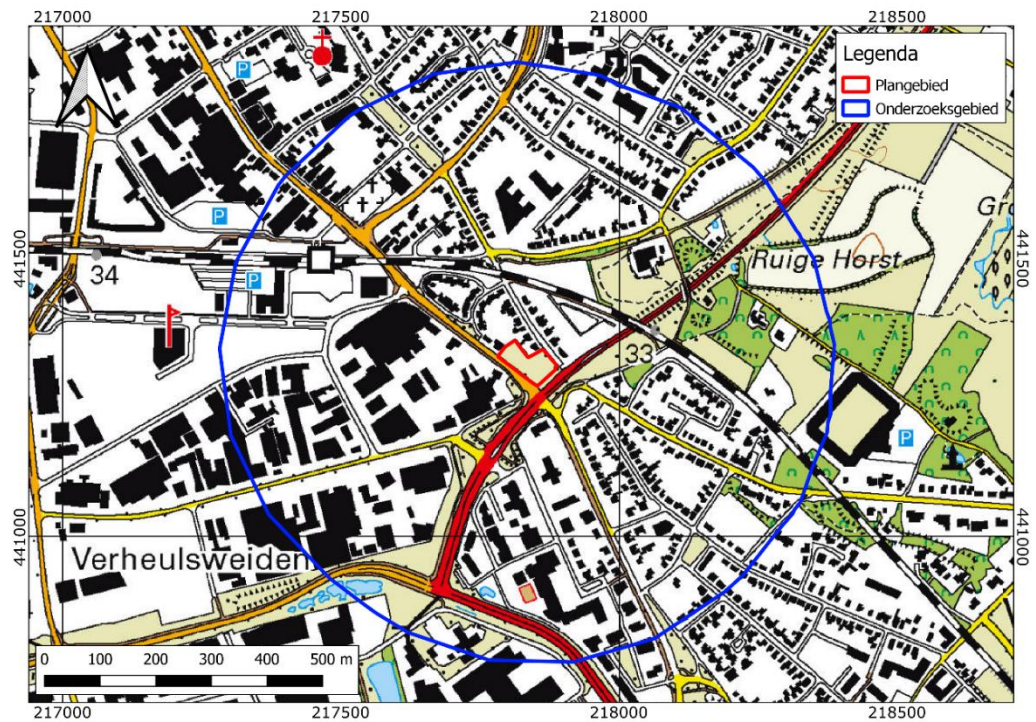 217000 217500 218000 218500
Legenda
Plangebied
Onderzoeksgebied
P
P
441500 441500
34
P
Ruige Horst
Gro
33
P
441000 441000
Verheulsweiden
0 100 200 300 400 500 m
217000 217500 218000 218500